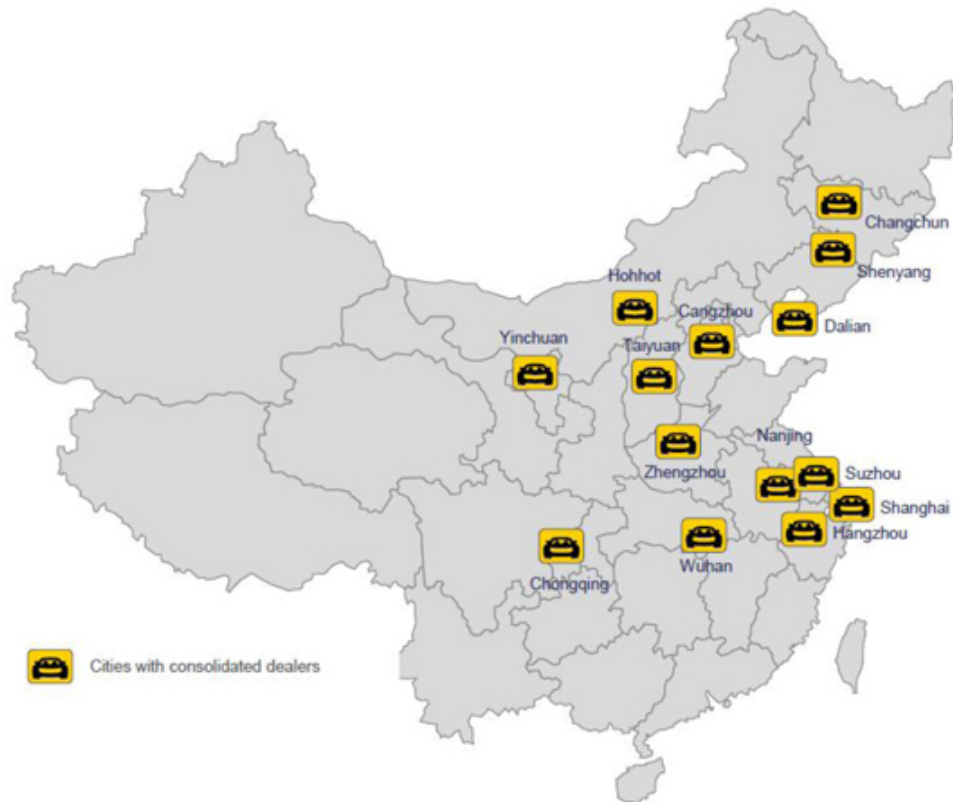 Changchun
Shenyang
Hohhot
Cangzhou
Dalian
Yinchuan
Taiyuan
Nanjing
Zhengzhou
Suzhou
Shanghai
Hangzhou
Wuhan
Chongqing
Cities with consolidated dealers